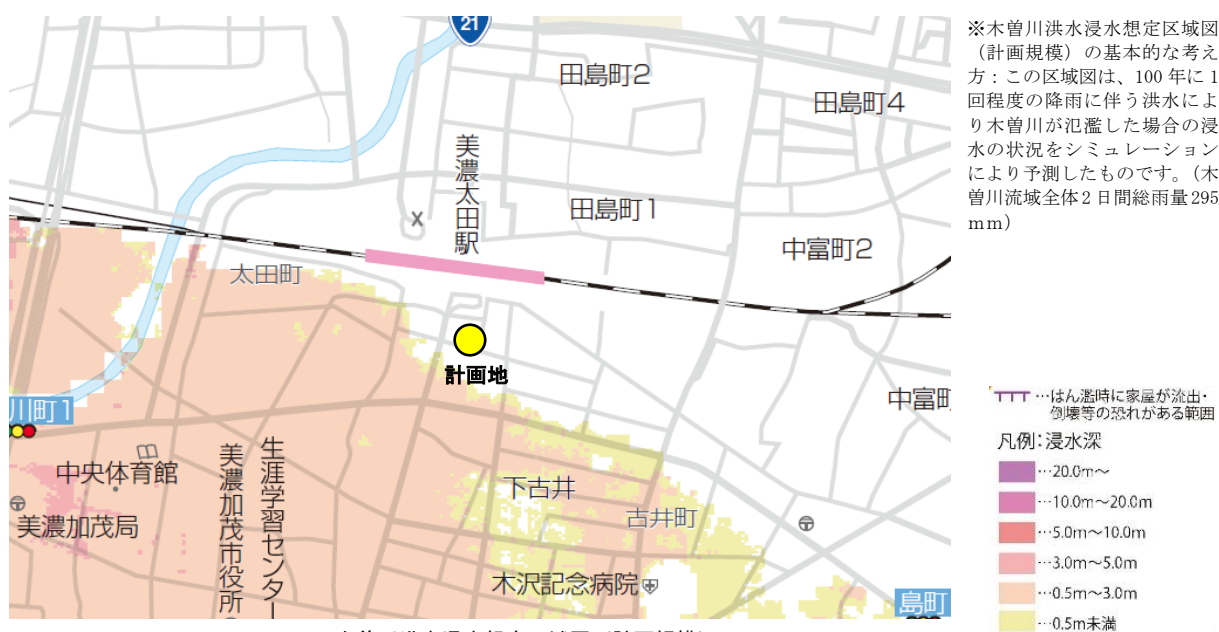 21
田島町2
田島町4
美濃太田駅
田島町1
中富町2
太田町
計画地
中富町
川町1
中央体育館
美濃加茂局
美濃加茂市役所
生涯学習センター
下古井
古井町
木沢記念病院
島町
※木曽川洪水浸水想定区域図
（計画規模）の基本的な考え
方：この区域図は、100 年に 1
回程度の降雨に伴う洪水によ
り木曽川が氾濫した場合の浸
水の状況をシミュレーション
により予測したものです。（木
曽川流域全体 2 日間総雨量 295
mm）
…はん濫時に家屋が流出・
倒壊等の恐れがある範囲
凡例：浸水深
…20.0m～
…10.0m～20.0m
…5.0m～10.0m
…3.0m～5.0m
…0.5m～3.0m
…0.5m未満